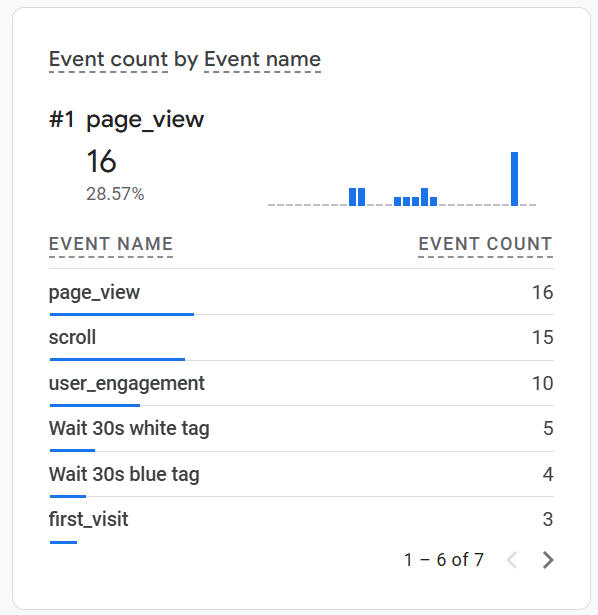 Event count by Event name
#1 page_view
16
28.57%
EVENT NAME EVENT COUNT
page_view 16
scroll 15
user_engagement 10
Wait 30s white tag 5
Wait 30s blue tag 4
first_visit 3
1 – 6 of 7